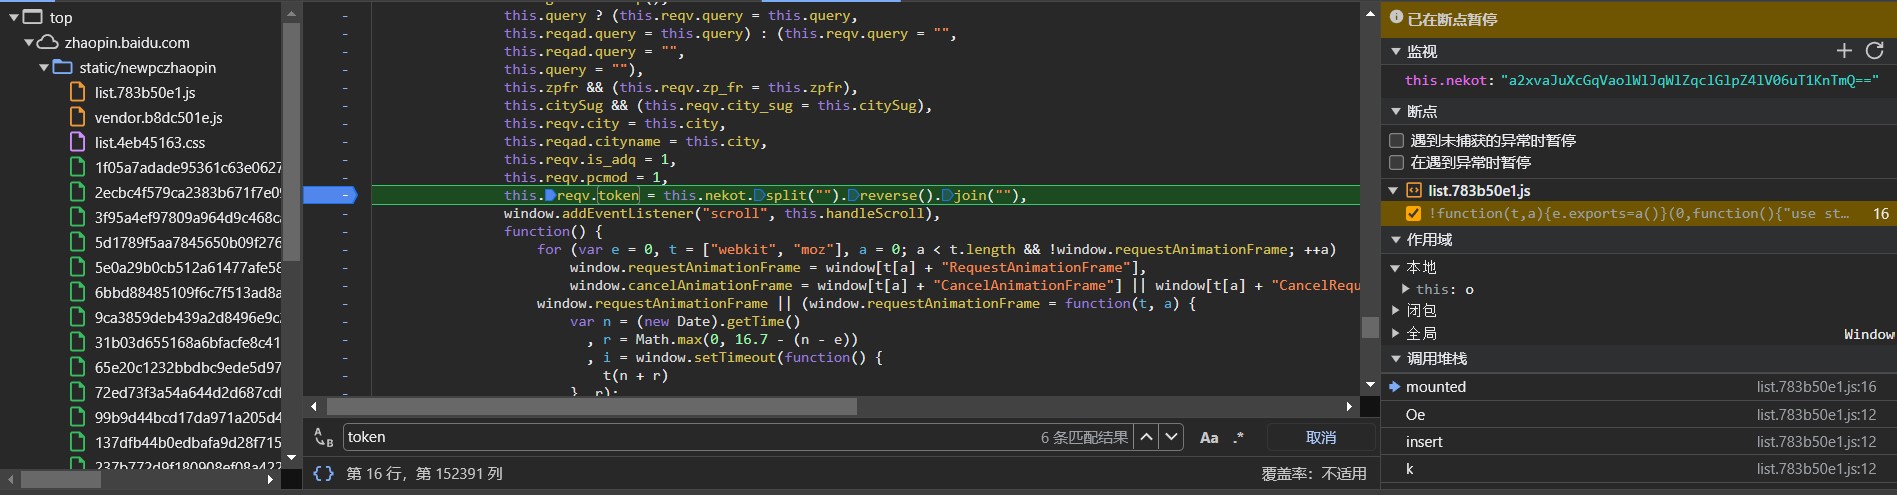 top
zhaopin.baidu.com
static/newpczhaopin
list.783b50e1.js
vendor.b8dc501e.js
list.4eb45163.css
1f05a7adade95361c63e0627
2ecbc4f579ca2383b671f7e09
3f95a4ef97809a964d9c468ca
5d1789f5aa7845650b09f276
5e0a29b0cb512a61477afe58
6bbd88485109f6c7f513ad8a
9ca3859deb439a2d8496e9c
31b03d655168a6bfacfe8c41
65e20c1232bbdbc9ede5d97
72ed73f3a54a644d2d687cdf
99b9d44bcd17da971a205d4
137dfb44b0edbafa9d28f715
this.query ? (this.reqv.query = this.query,
this.reqad.query = this.query) : (this.reqv.query = "",
this.reqad.query = "",
this.query = ""),
this.zpfr && (this.reqv.zp_fr = this.zpfr),
this.citySug && (this.reqv.city_sug = this.citySug),
this.reqv.city = this.city,
this.reqad.cityname = this.city,
this.reqv.is_adq = 1,
this.reqv.pcmod = 1,
this.reqv.token = this.nekot.split("").reverse().join(""),
window.addEventListener("scroll", this.handleScroll),
function() {
for (var e = 0, t = ["webkit", "moz"], a = 0; a < t.length && !window.requestAnimationFrame; ++a)
window.requestAnimationFrame = window[t[a] + "RequestAnimationFrame"],
window.cancelAnimationFrame = window[t[a] + "CancelAnimationFrame"] || window[t[a] + "CancelRequ
window.requestAnimationFrame || (window.requestAnimationFrame = function(t, a) {
var n = (new Date).getTime()
, r = Math.max(0, 16.7 - (n - e))
, i = window.setTimeout(function() {
t(n + r)
}, r);
token
6 条匹配结果
Aa
.*
取消
{} 第 16 行，第 152391 列
覆盖率：不适用
已在断点暂停
监视
this.nekot: "a2xvaJuXcGqVaolWlJqWlZqclGlpZ4lV06uT1KnTmQ=="
断点
遇到未捕获的异常时暂停
在遇到异常时暂停
list.783b50e1.js
!function(t,a){e.exports=a()}(0,function(){"use st… 16
作用域
本地
this: o
闭包
全局 Window
调用堆栈
mounted list.783b50e1.js:16
Oe list.783b50e1.js:12
insert list.783b50e1.js:12
k list.783b50e1.js:12